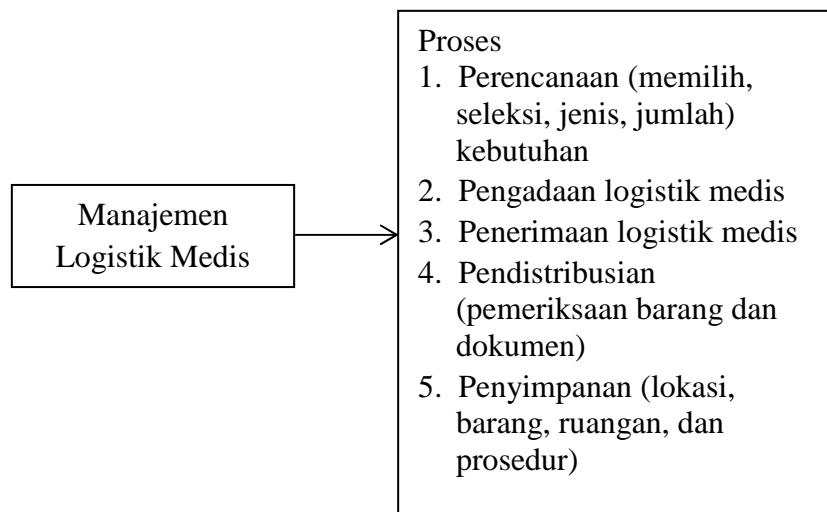 Manajemen
Logistik Medis
Proses
1. Perencanaan (memilih,
seleksi, jenis, jumlah)
kebutuhan
2. Pengadaan logistik medis
3. Penerimaan logistik medis
4. Pendistribusian
(pemeriksaan barang dan
dokumen)
5. Penyimpanan (lokasi,
barang, ruangan, dan
prosedur)